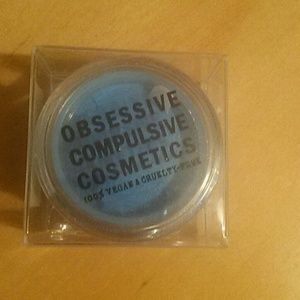 OBSESSIVE
COMPULSIVE
COSMETICS
100% VEGAN & CRUELTY-FREE